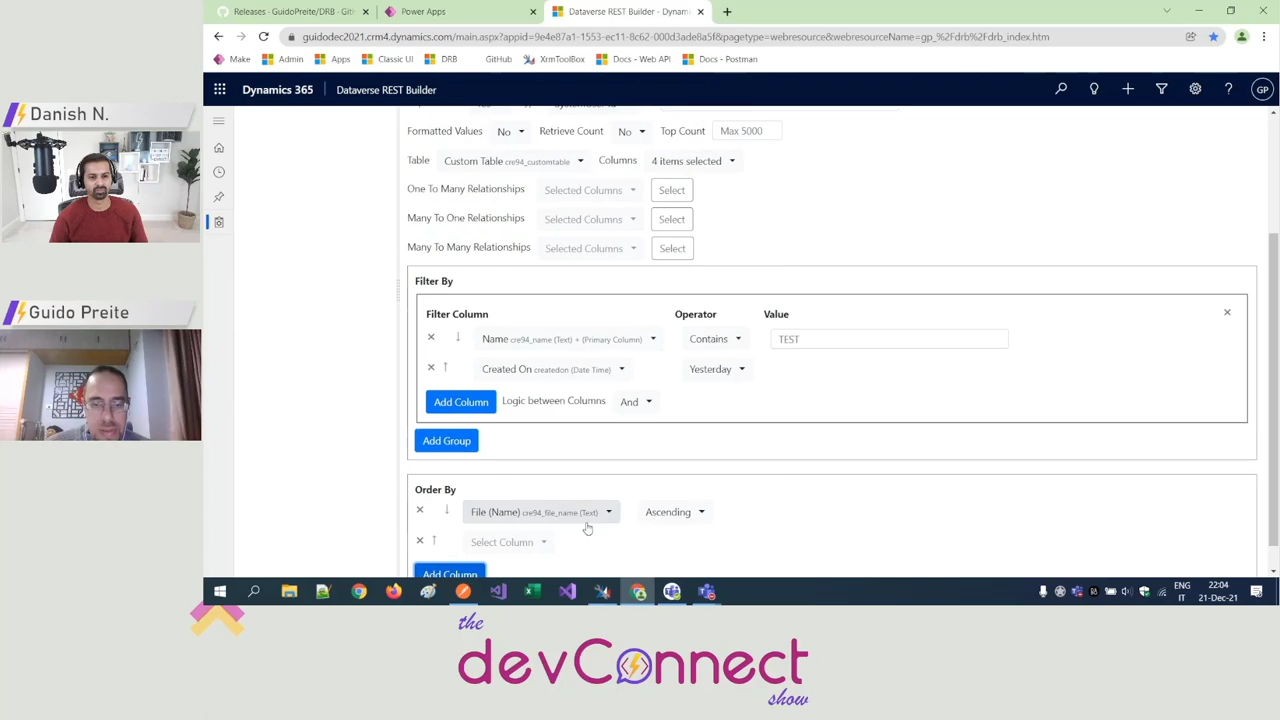 Releases - GuidoPreite/DRB - Git
Power Apps
Dataverse REST Builder - Dynami
guidodec2021.crm4.dynamics.com/main.aspx?appid=9e4e87a1-1553-ec11-8c62-000d3ade8a5f&pagetype=webresource&webresourceName=gp_%2fdrb%2fdrb_index.htm
Make Admin Apps Classic UI DRB GitHub XrmToolBox Docs - Web API Docs - Postman
Dynamics 365 Dataverse REST Builder GP
Danish N.
Formatted Values No Retrieve Count No Top Count Max 5000
Table Custom Table cre94_customtable Columns 4 items selected
One To Many Relationships Selected Columns Select
Many To One Relationships Selected Columns Select
Many To Many Relationships Selected Columns Select
Filter By
Guido Preite
Filter Column Operator Value
Name cre94_name (Text) + (Primary Column) Contains TEST
Created On createdon (Date Time) Yesterday
Add Column Logic between Columns And
Add Group
Order By
File (Name) cre94_file_name (Text) Ascending
Select Column
Add Column
ENG 22:04
IT 21-Dec-21
the
devConnect
show